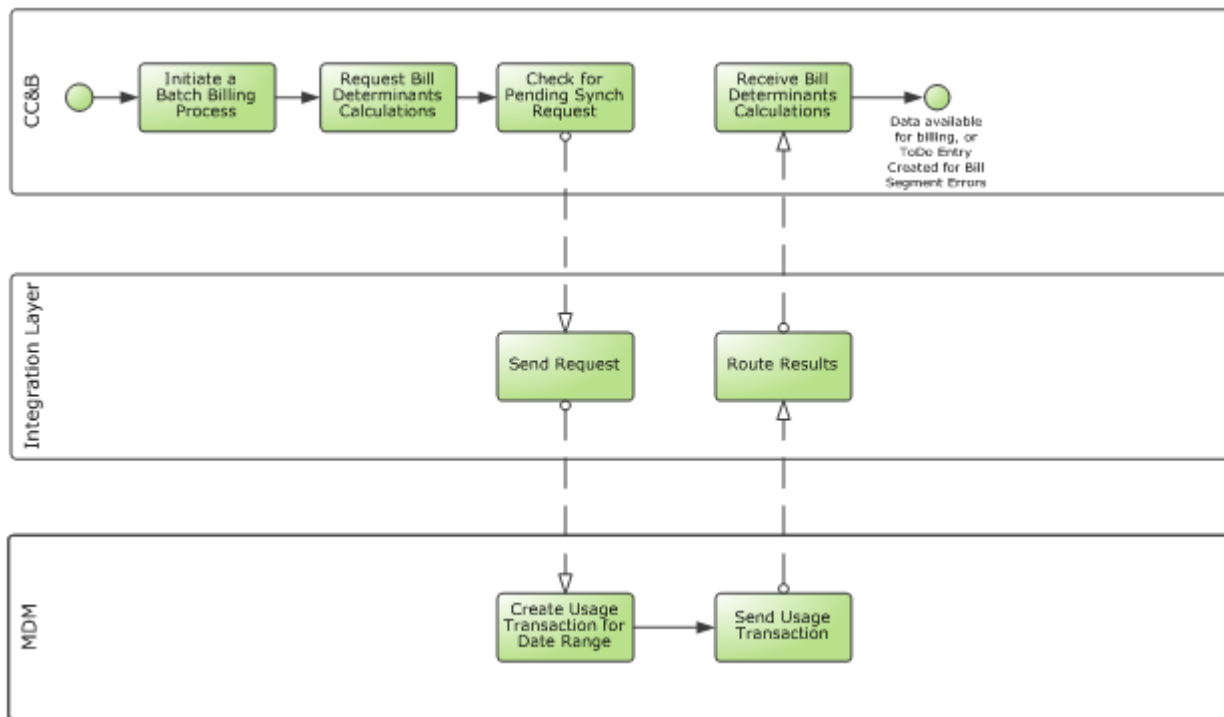 CC&B
Initiate a
Batch Billing
Process
Request Bill
Determinants
Calculations
Check for
Pending Synch
Request
Receive Bill
Determinants
Calculations
Data available
for billing, or
ToDo Entry
Created for Bill
Segment Errors
Integration Layer
Send Request
Route Results
MDM
Create Usage
Transaction for
Date Range
Send Usage
Transaction